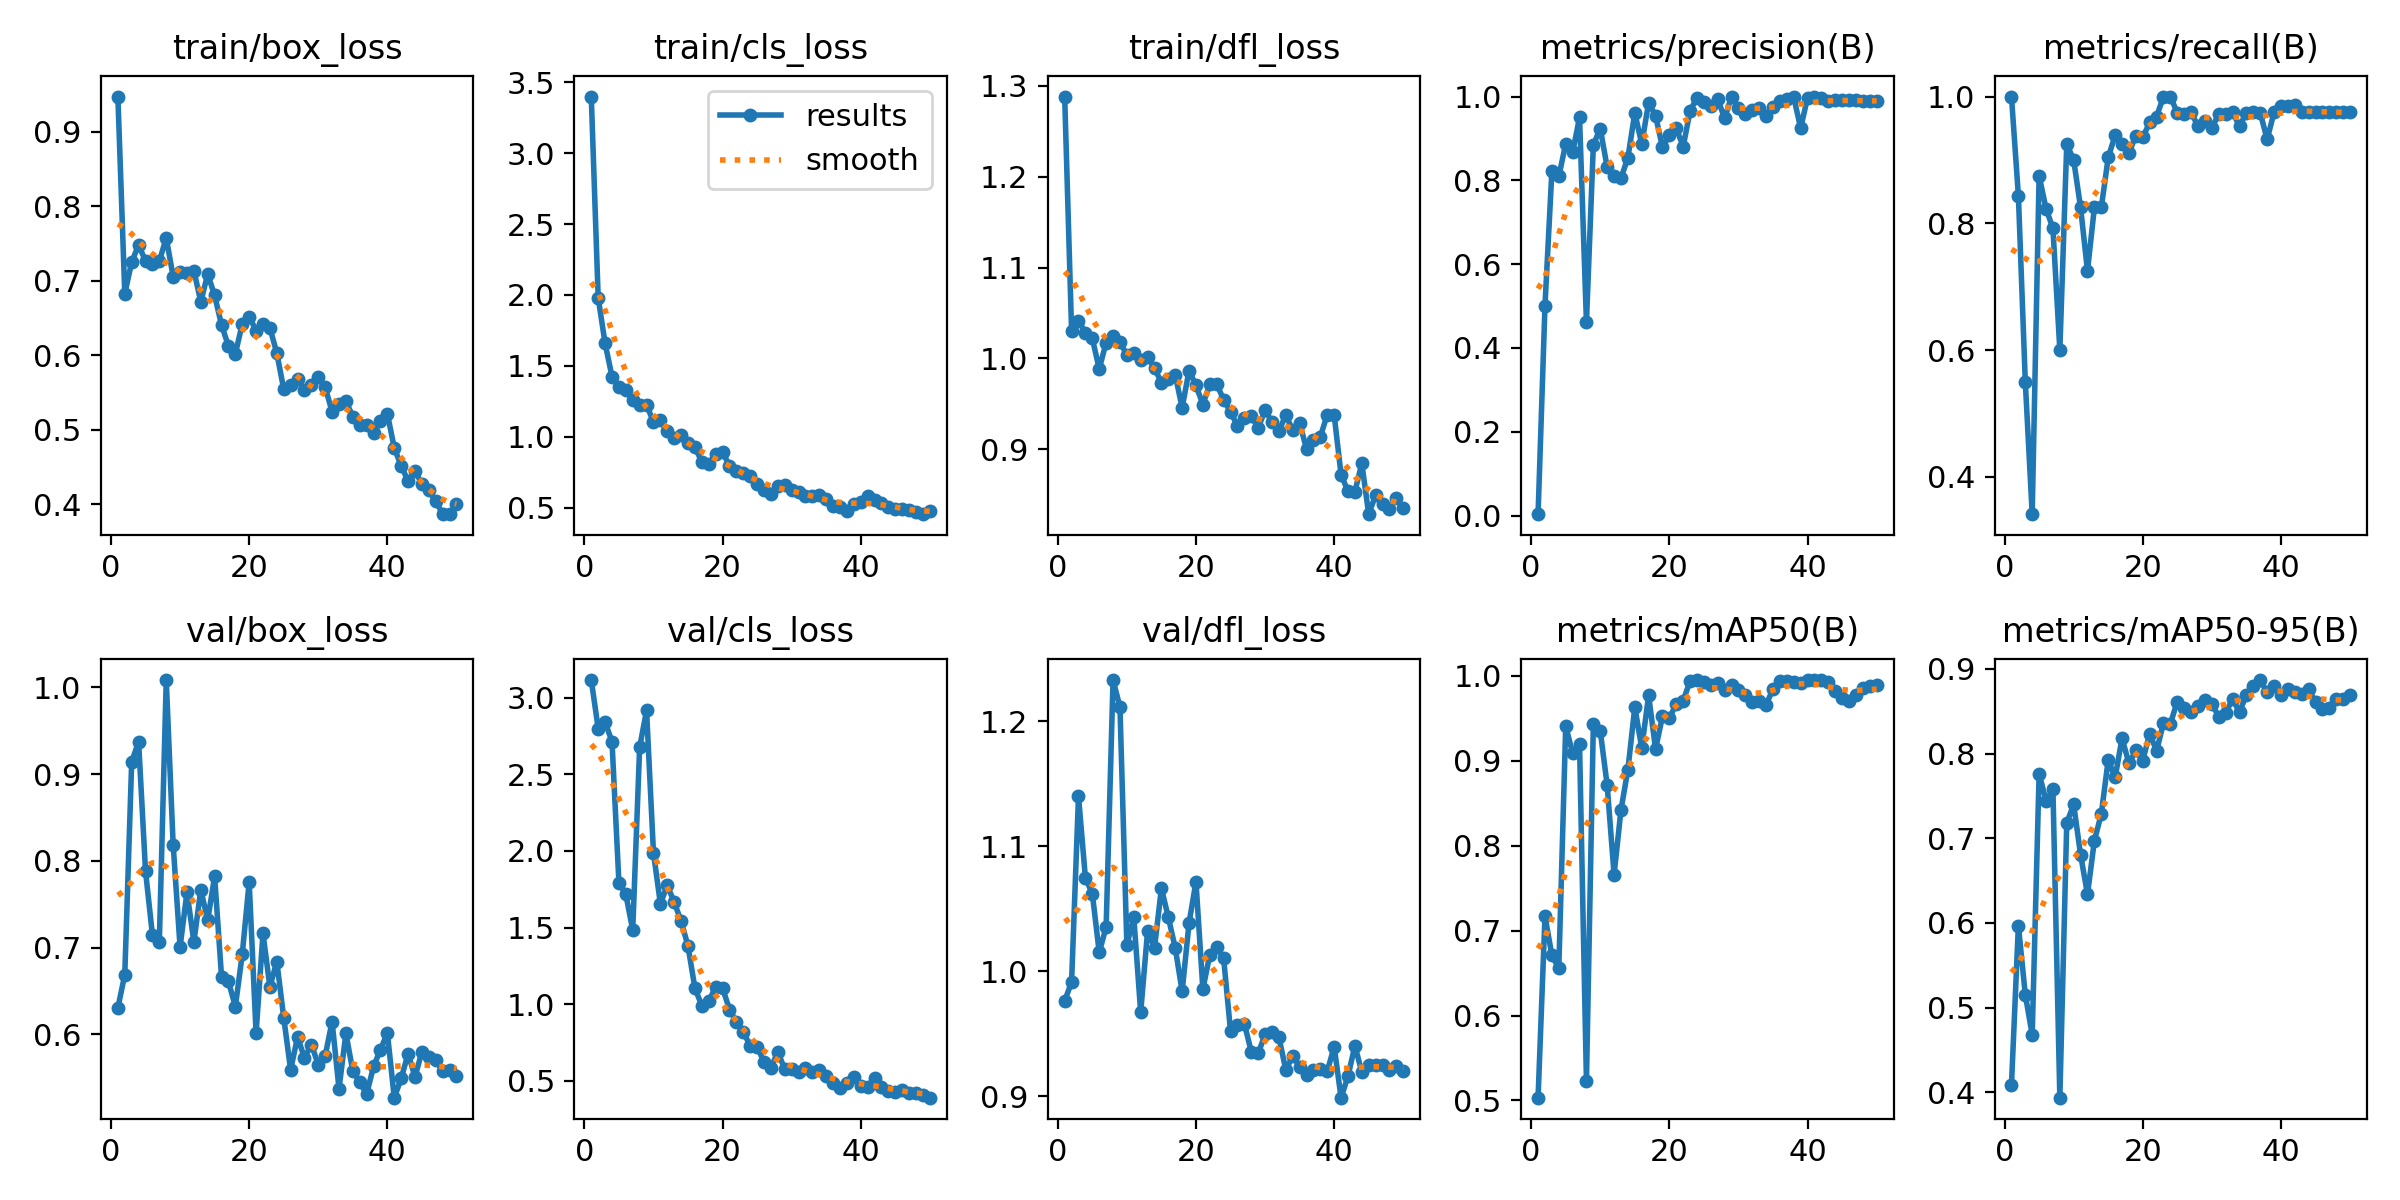 train/box_loss
0.9
0.8
0.7
0.6
0.5
0.4
0 20 40
train/cls_loss
results
smooth
3.5
3.0
2.5
2.0
1.5
1.0
0.5
0 20 40
train/dfl_loss
1.3
1.2
1.1
1.0
0.9
0 20 40
metrics/precision(B)
1.0
0.8
0.6
0.4
0.2
0.0
0 20 40
metrics/recall(B)
1.0
0.8
0.6
0.4
0 20 40
val/box_loss
1.0
0.9
0.8
0.7
0.6
0 20 40
val/cls_loss
3.0
2.5
2.0
1.5
1.0
0.5
0 20 40
val/dfl_loss
1.2
1.1
1.0
0.9
0 20 40
metrics/mAP50(B)
1.0
0.9
0.8
0.7
0.6
0.5
0 20 40
metrics/mAP50-95(B)
0.9
0.8
0.7
0.6
0.5
0.4
0 20 40